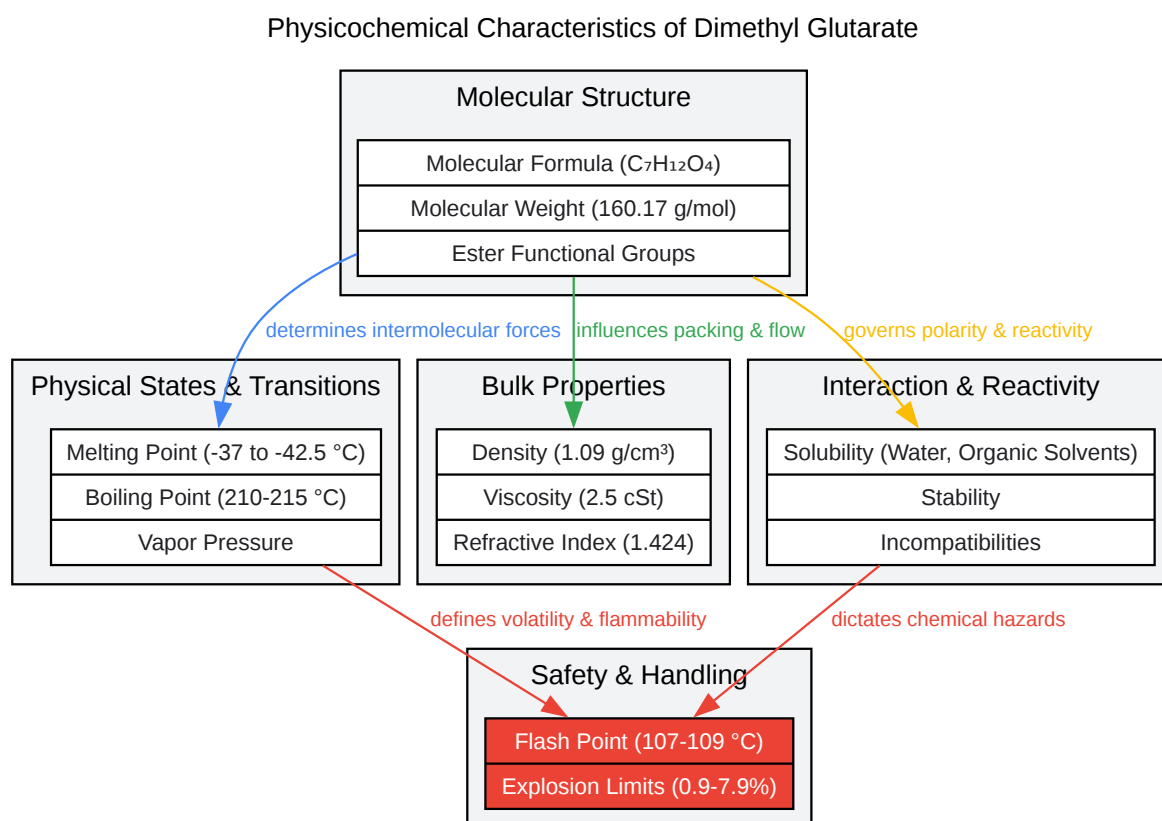 Physicochemical Characteristics of Dimethyl Glutarate
Molecular Structure
Molecular Formula (C₇H₁₂O₄)
Molecular Weight (160.17 g/mol)
Ester Functional Groups
determines intermolecular forces
influences packing & flow
governs polarity & reactivity
Physical States & Transitions
Melting Point (-37 to -42.5 °C)
Boiling Point (210-215 °C)
Vapor Pressure
Bulk Properties
Density (1.09 g/cm³)
Viscosity (2.5 cSt)
Refractive Index (1.424)
Interaction & Reactivity
Solubility (Water, Organic Solvents)
Stability
Incompatibilities
defines volatility & flammability
dictates chemical hazards
Safety & Handling
Flash Point (107-109 °C)
Explosion Limits (0.9-7.9%)